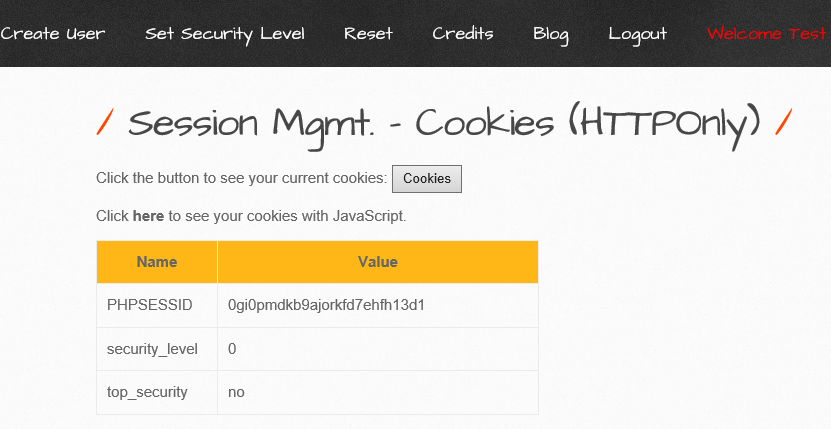 Create User Set Security Level Reset Credits Blog Logout Welcome Test
/ Session Mgmt. - Cookies (HTTPOnly) /
Click the button to see your current cookies: Cookies
Click here to see your cookies with JavaScript.
Name Value
PHPSESSID 0gi0pmdkb9ajorkfd7ehfh13d1
security_level 0
top_security no